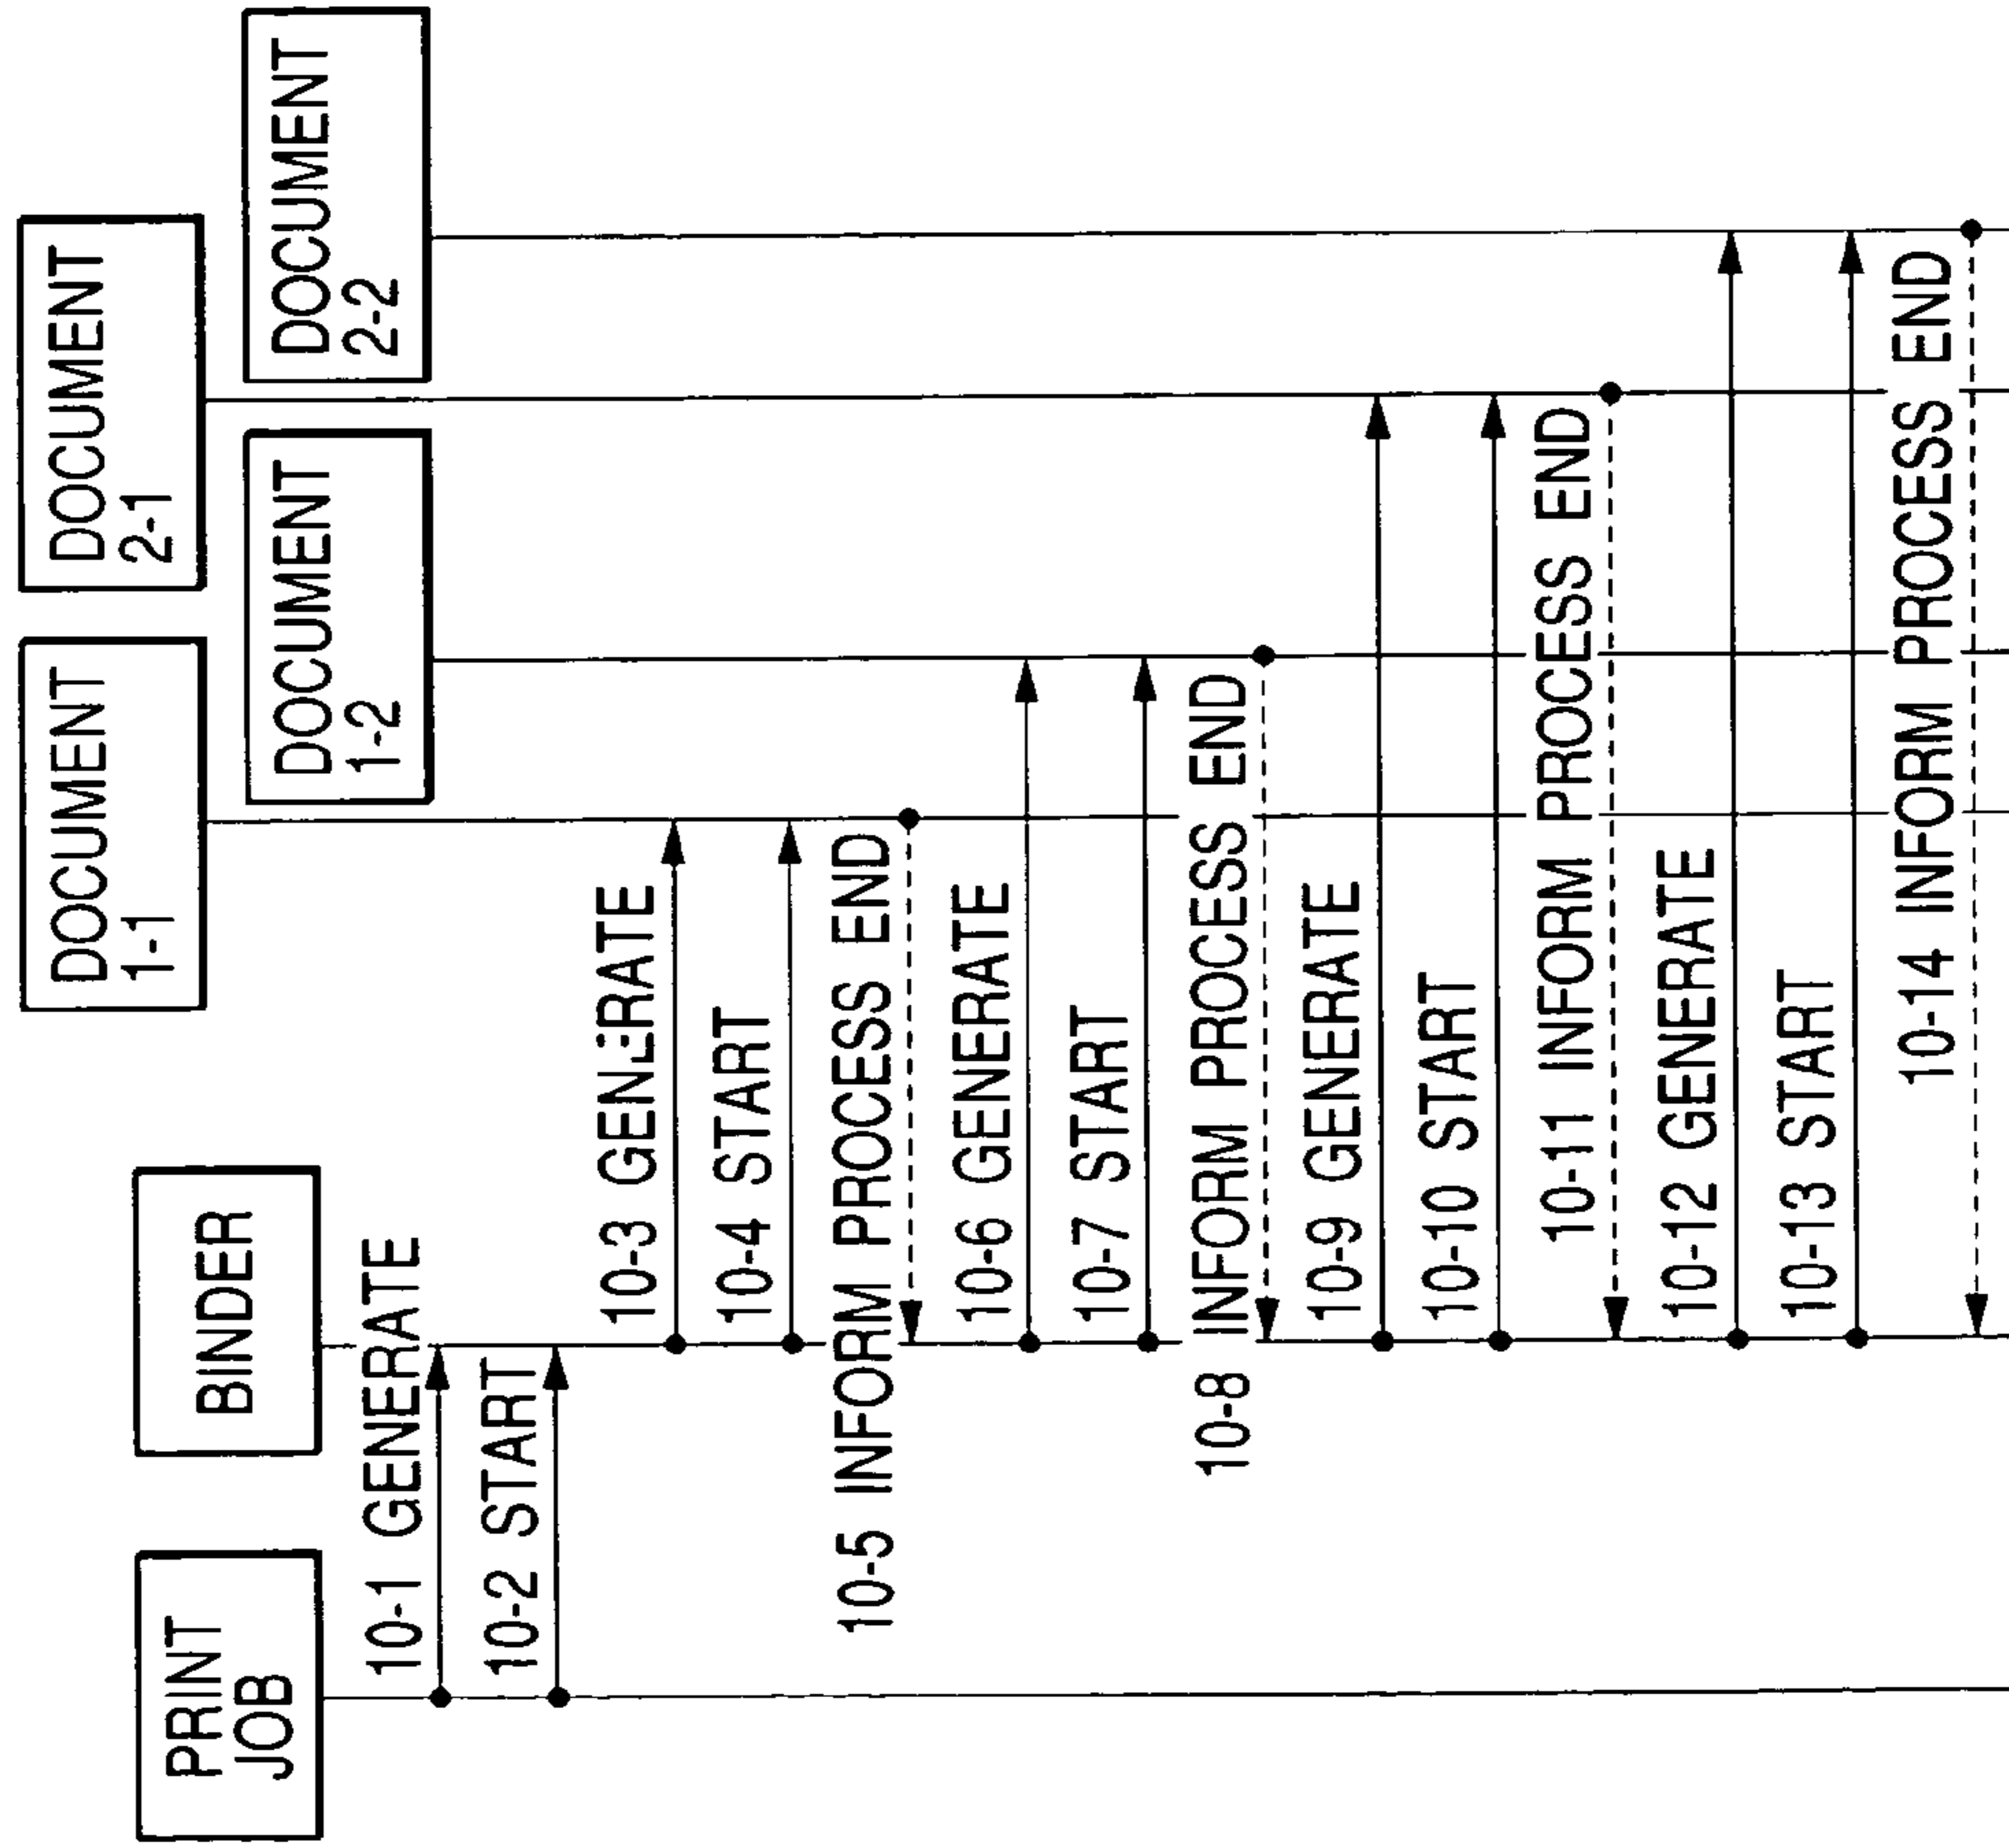 PRINT
JOB
BINDER
DOCUMENT
1-1
DOCUMENT
2-1
DOCUMENT
1-2
DOCUMENT
2-2
10-1 GENERATE
10-2 START
10-3 GENERATE
10-4 START
10-5 INFORM PROCESS END
10-6 GENERATE
10-7 START
10-8 INFORM PROCESS END
10-9 GENERATE
10-10 START
10-11 INFORM PROCESS END
10-12 GENERATE
10-13 START
10-14 INFORM PROCESS END